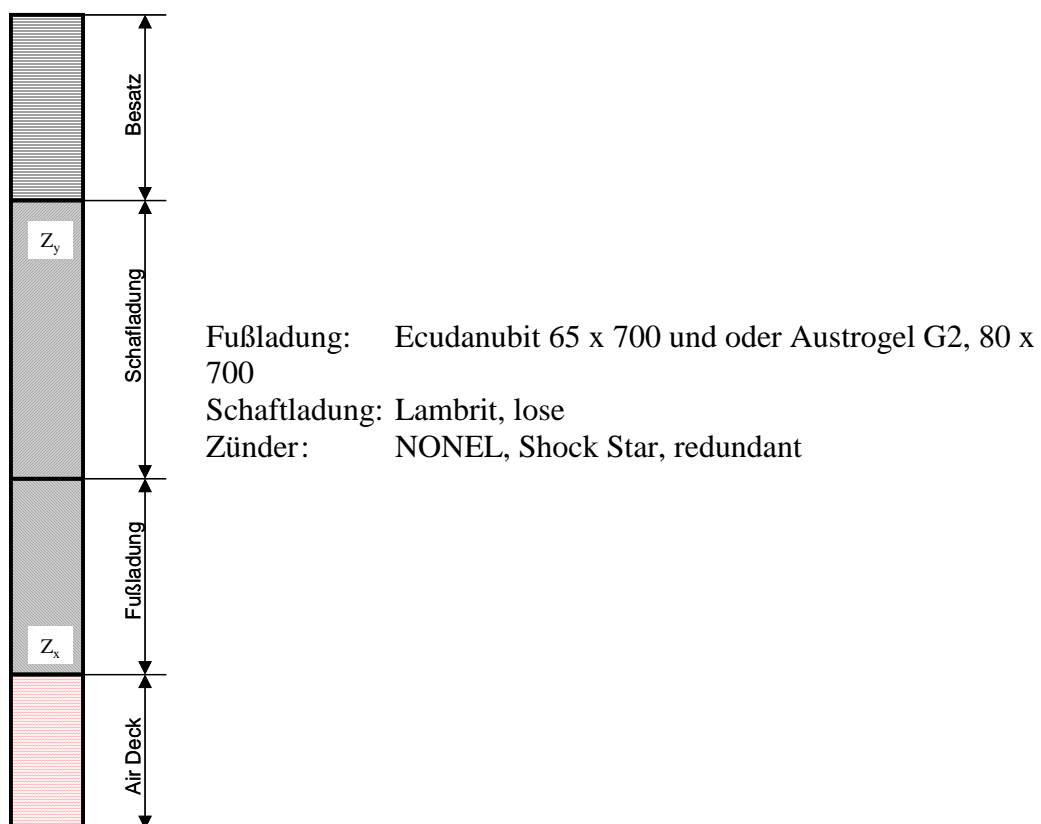 Besatz
Z_y
Schaftladung
Fußladung: Ecudanubit 65 x 700 und oder Austrogel G2, 80 x
700
Schaftladung: Lambrit, lose
Zünder: NONEL, Shock Star, redundant
Fußladung
Z_x
Air Deck